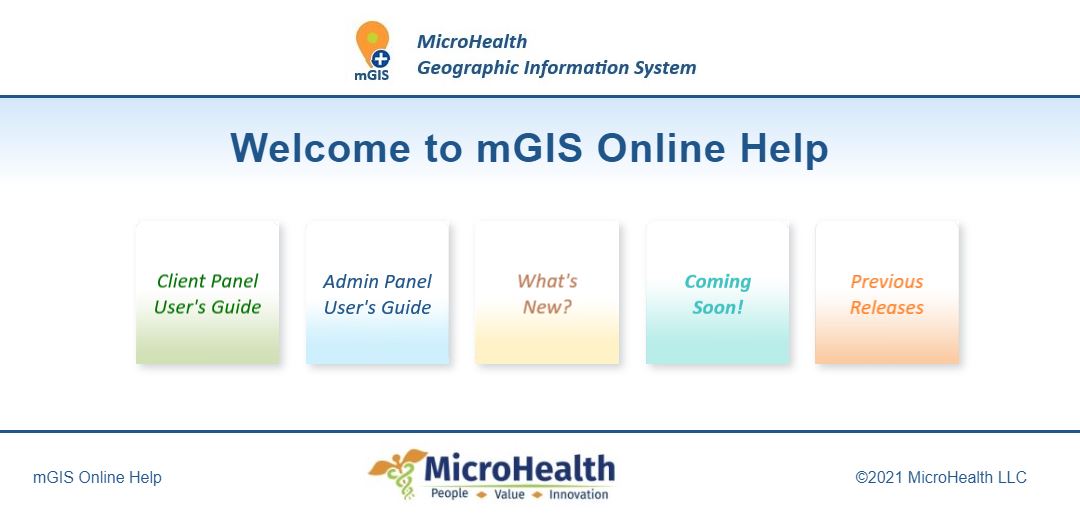 MicroHealth
Geographic Information System
mGIS
Welcome to mGIS Online Help
Client Panel
User's Guide
Admin Panel
User's Guide
What's
New?
Coming
Soon!
Previous
Releases
mGIS Online Help
MicroHealth
People Value Innovation
©2021 MicroHealth LLC